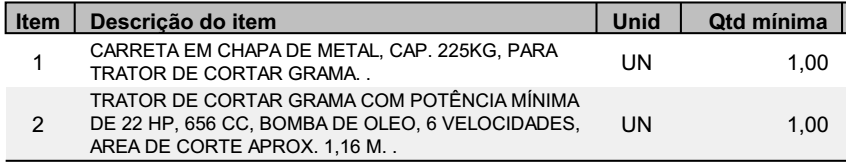 Item Descrição do item Unid Qtd mínima
1 CARRETA EM CHAPA DE METAL, CAP. 225KG, PARA TRATOR DE CORTAR GRAMA. . UN 1,00
2 TRATOR DE CORTAR GRAMA COM POTÊNCIA MÍNIMA DE 22 HP, 656 CC, BOMBA DE OLEO, 6 VELOCIDADES, AREA DE CORTE APROX. 1,16 M. . UN 1,00